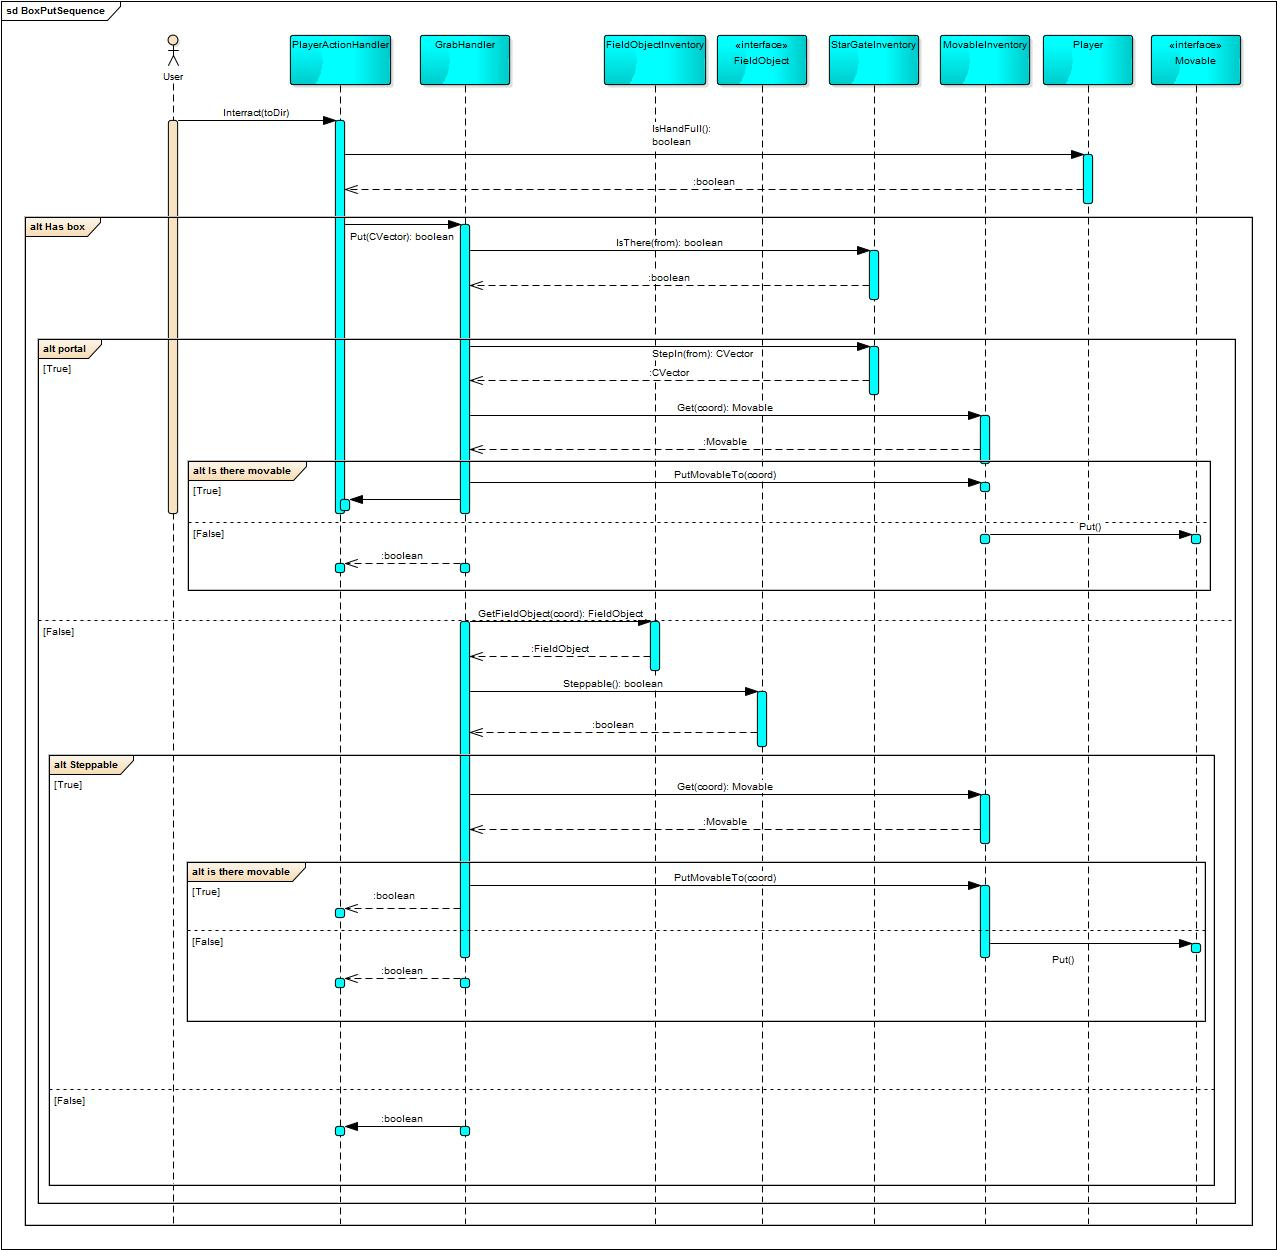 sd BoxPutSequence
User
PlayerActionHandler
GrabHandler
FieldObjectInventory
«interface»
FieldObject
StarGateInventory
MovableInventory
Player
«interface»
Movable
Interract(toDir)
IsHandFull():
boolean
:boolean
alt Has box
Put(CVector): boolean
IsThere(from): boolean
:boolean
alt portal
[True]
StepIn(from): CVector
:CVector
Get(coord): Movable
:Movable
alt Is there movable
[True]
PutMovableTo(coord)
[False]
Put()
:boolean
[False]
GetFieldObject(coord): FieldObject
:FieldObject
Steppable(): boolean
:boolean
alt Steppable
[True]
Get(coord): Movable
:Movable
alt is there movable
[True]
PutMovableTo(coord)
:boolean
[False]
Put()
:boolean
[False]
:boolean